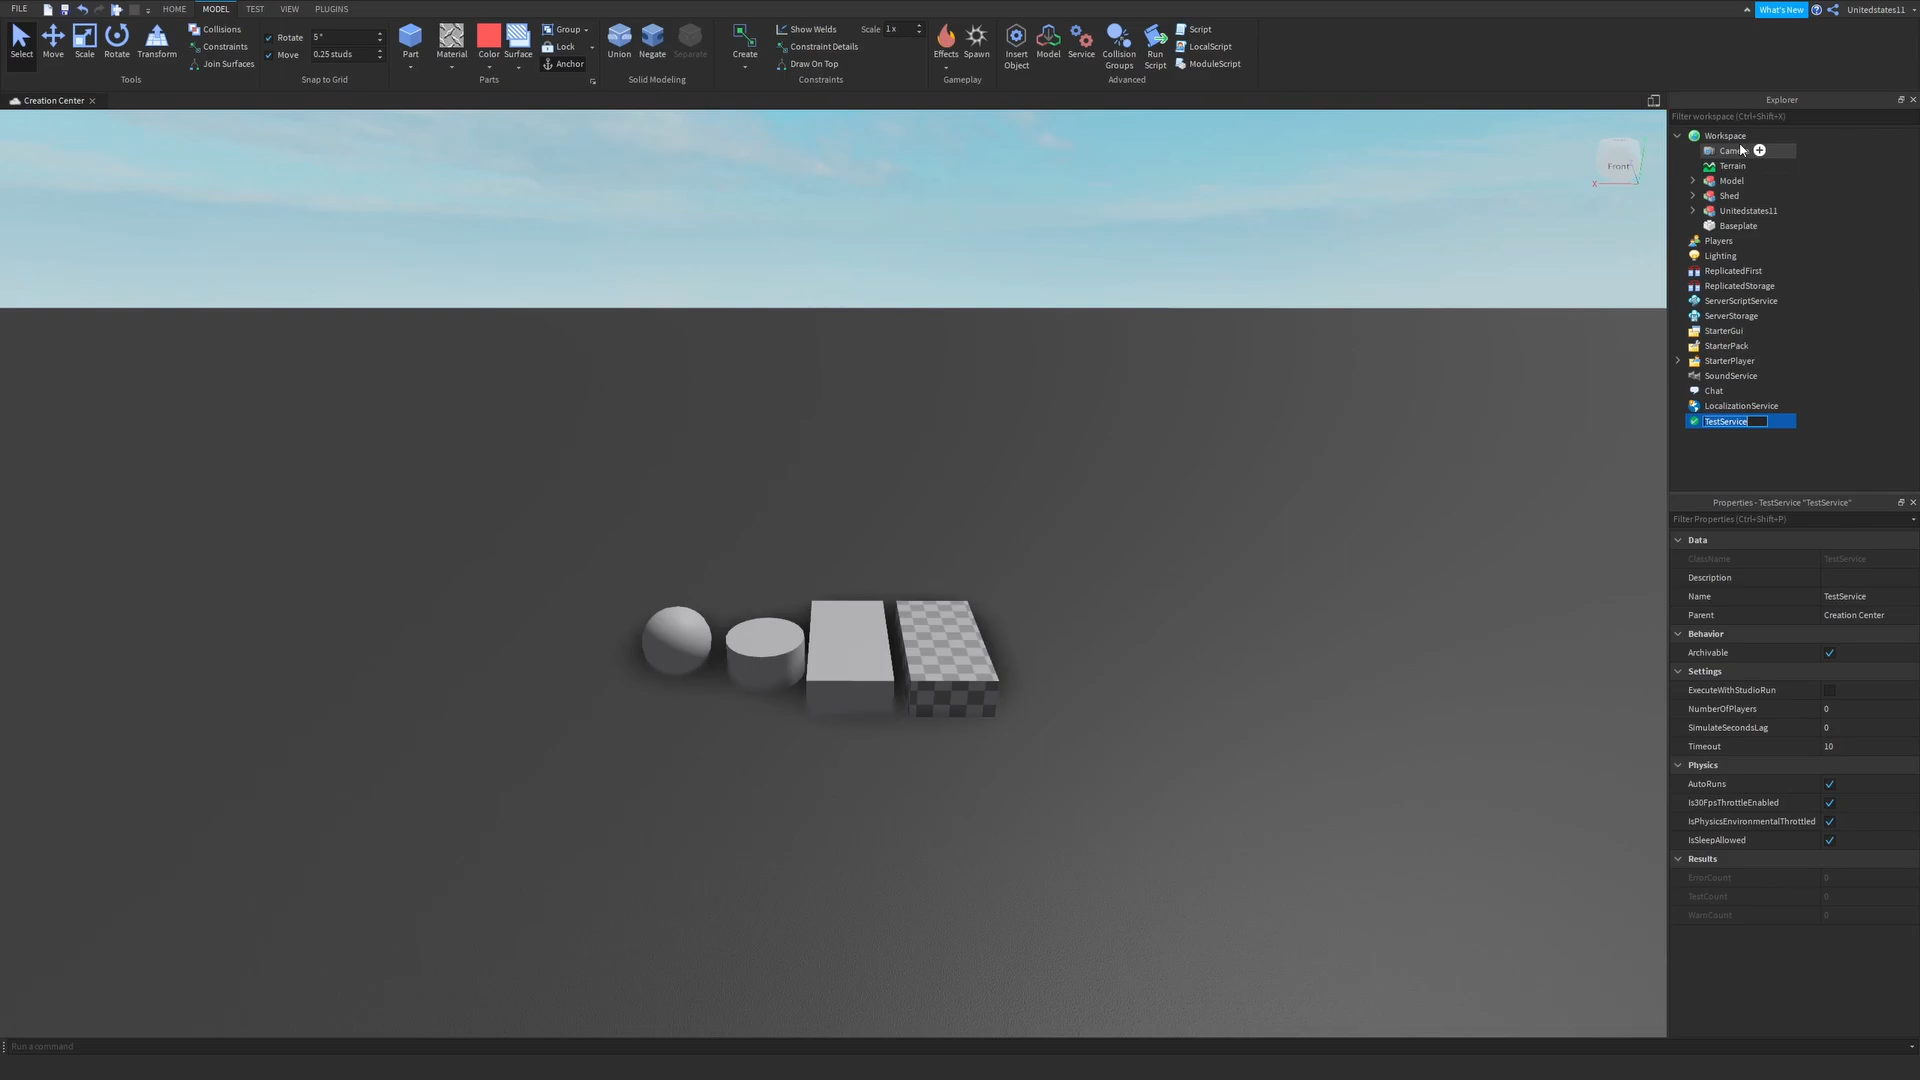 FILE HOME MODEL TEST VIEW PLUGINS What's New Unitedstates11
Select Move Scale Rotate Transform
Collisions
Constraints
Join Surfaces
Tools
Rotate 5°
Move 0.25 studs
Snap to Grid
Part Material Color Surface
Group
Lock
Anchor
Parts
Union Negate Separate
Solid Modeling
Create
Show Welds Scale 1x
Constraint Details
Draw On Top
Constraints
Effects Spawn
Gameplay
Insert Object Model Service Collision Groups Run Script
Script
LocalScript
ModuleScript
Advanced
Creation Center
Front
X
Explorer
Filter workspace (Ctrl+Shift+X)
Workspace
Terrain
Model
Shed
Unitedstates11
Baseplate
Players
Lighting
ReplicatedFirst
ReplicatedStorage
ServerScriptService
ServerStorage
StarterGui
StarterPack
StarterPlayer
SoundService
Chat
LocalizationService
TestService
Properties - TestService "TestService"
Filter Properties (Ctrl+Shift+P)
Data
ClassName TestService
Description
Name TestService
Parent Creation Center
Behavior
Archivable
Settings
ExecuteWithStudioRun
NumberOfPlayers 0
SimulateSecondsLag 0
Timeout 10
Physics
AutoRuns
Is30FpsThrottleEnabled
IsPhysicsEnvironmentalThrottled
IsSleepAllowed
Results
ErrorCount 0
TestCount 0
WarnCount 0
Run a command